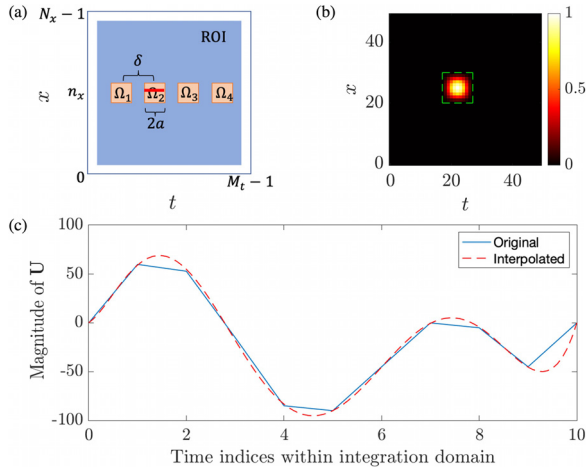 (a)
N_x − 1
ROI
δ
x
n_x
Ω_1
Ω_2
Ω_3
Ω_4
2a
0
M_t − 1
t
(b)
50
40
20
0
x
0
20
40
t
1
0.5
0
(c)
100
50
0
-50
-100
Magnitude of U
Original
Interpolated
0
2
4
6
8
10
Time indices within integration domain